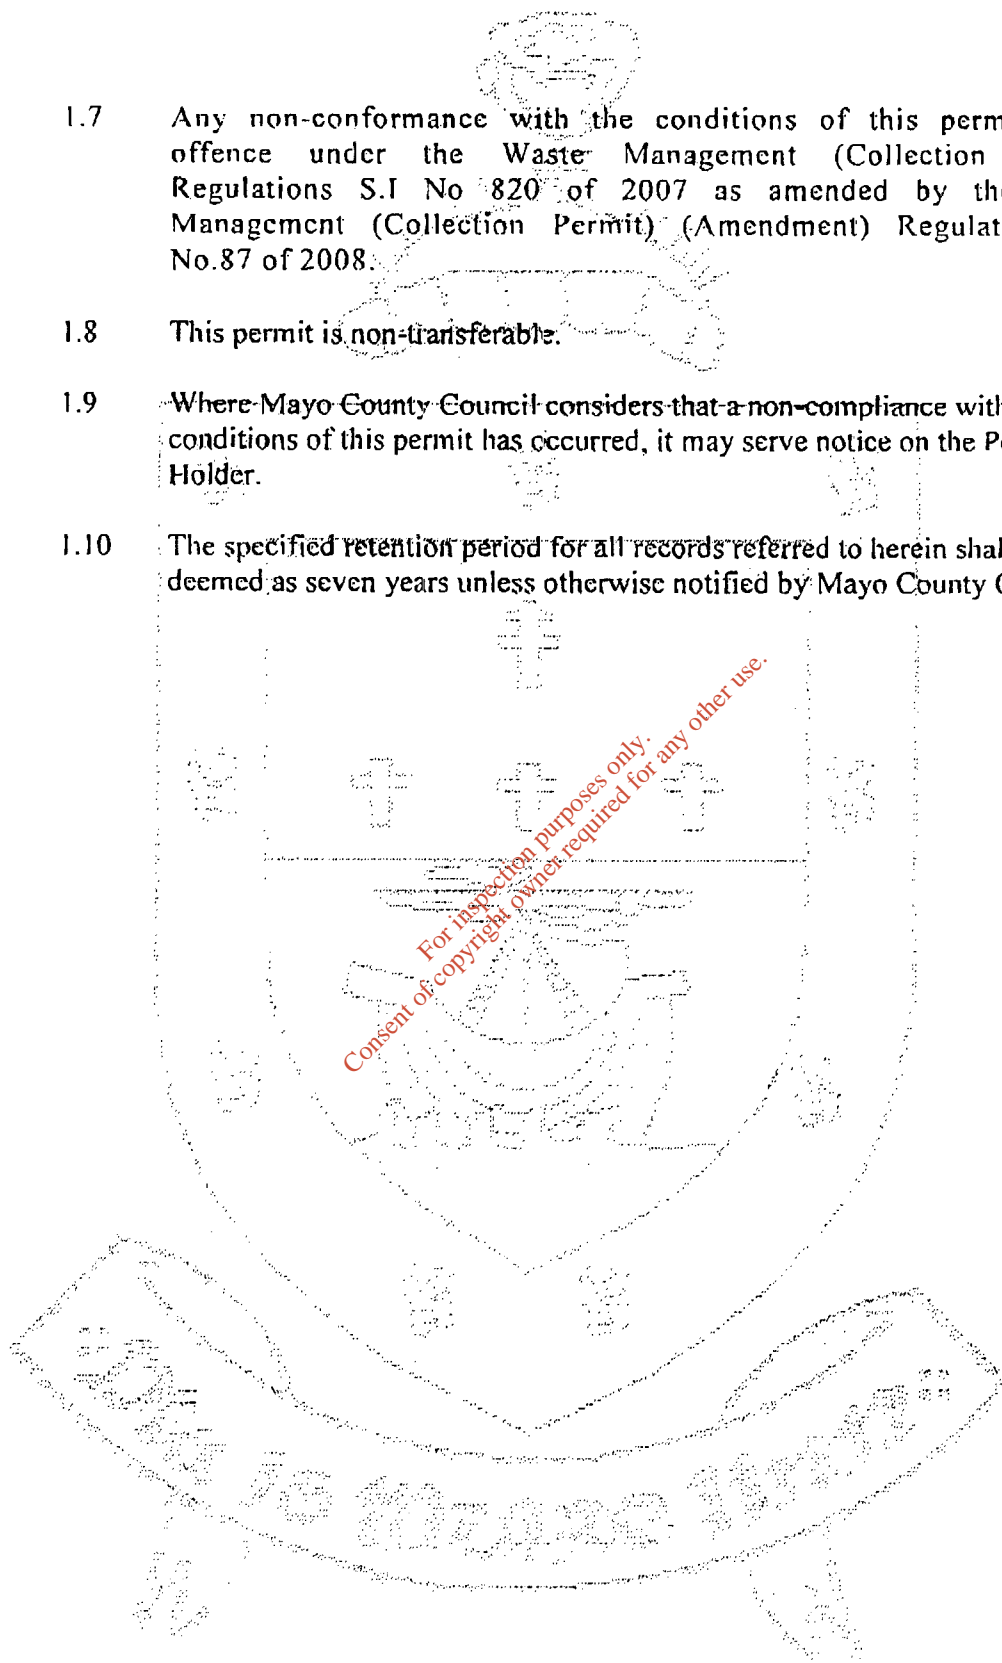 1.7 Any non-conformance with the conditions of this perm
offence under the Waste Management (Collection
Regulations S.I No 820 of 2007 as amended by th
Management (Collection Permit) (Amendment) Regulat
No.87 of 2008.
1.8 This permit is non-transferable.
1.9 Where Mayo County Council considers that a non-compliance with
conditions of this permit has occurred, it may serve notice on the P
Holder.
1.10 The specified retention period for all records referred to herein shal
deemed as seven years unless otherwise notified by Mayo County C
For inspection purposes only.
Consent of copyright owner required for any other use.